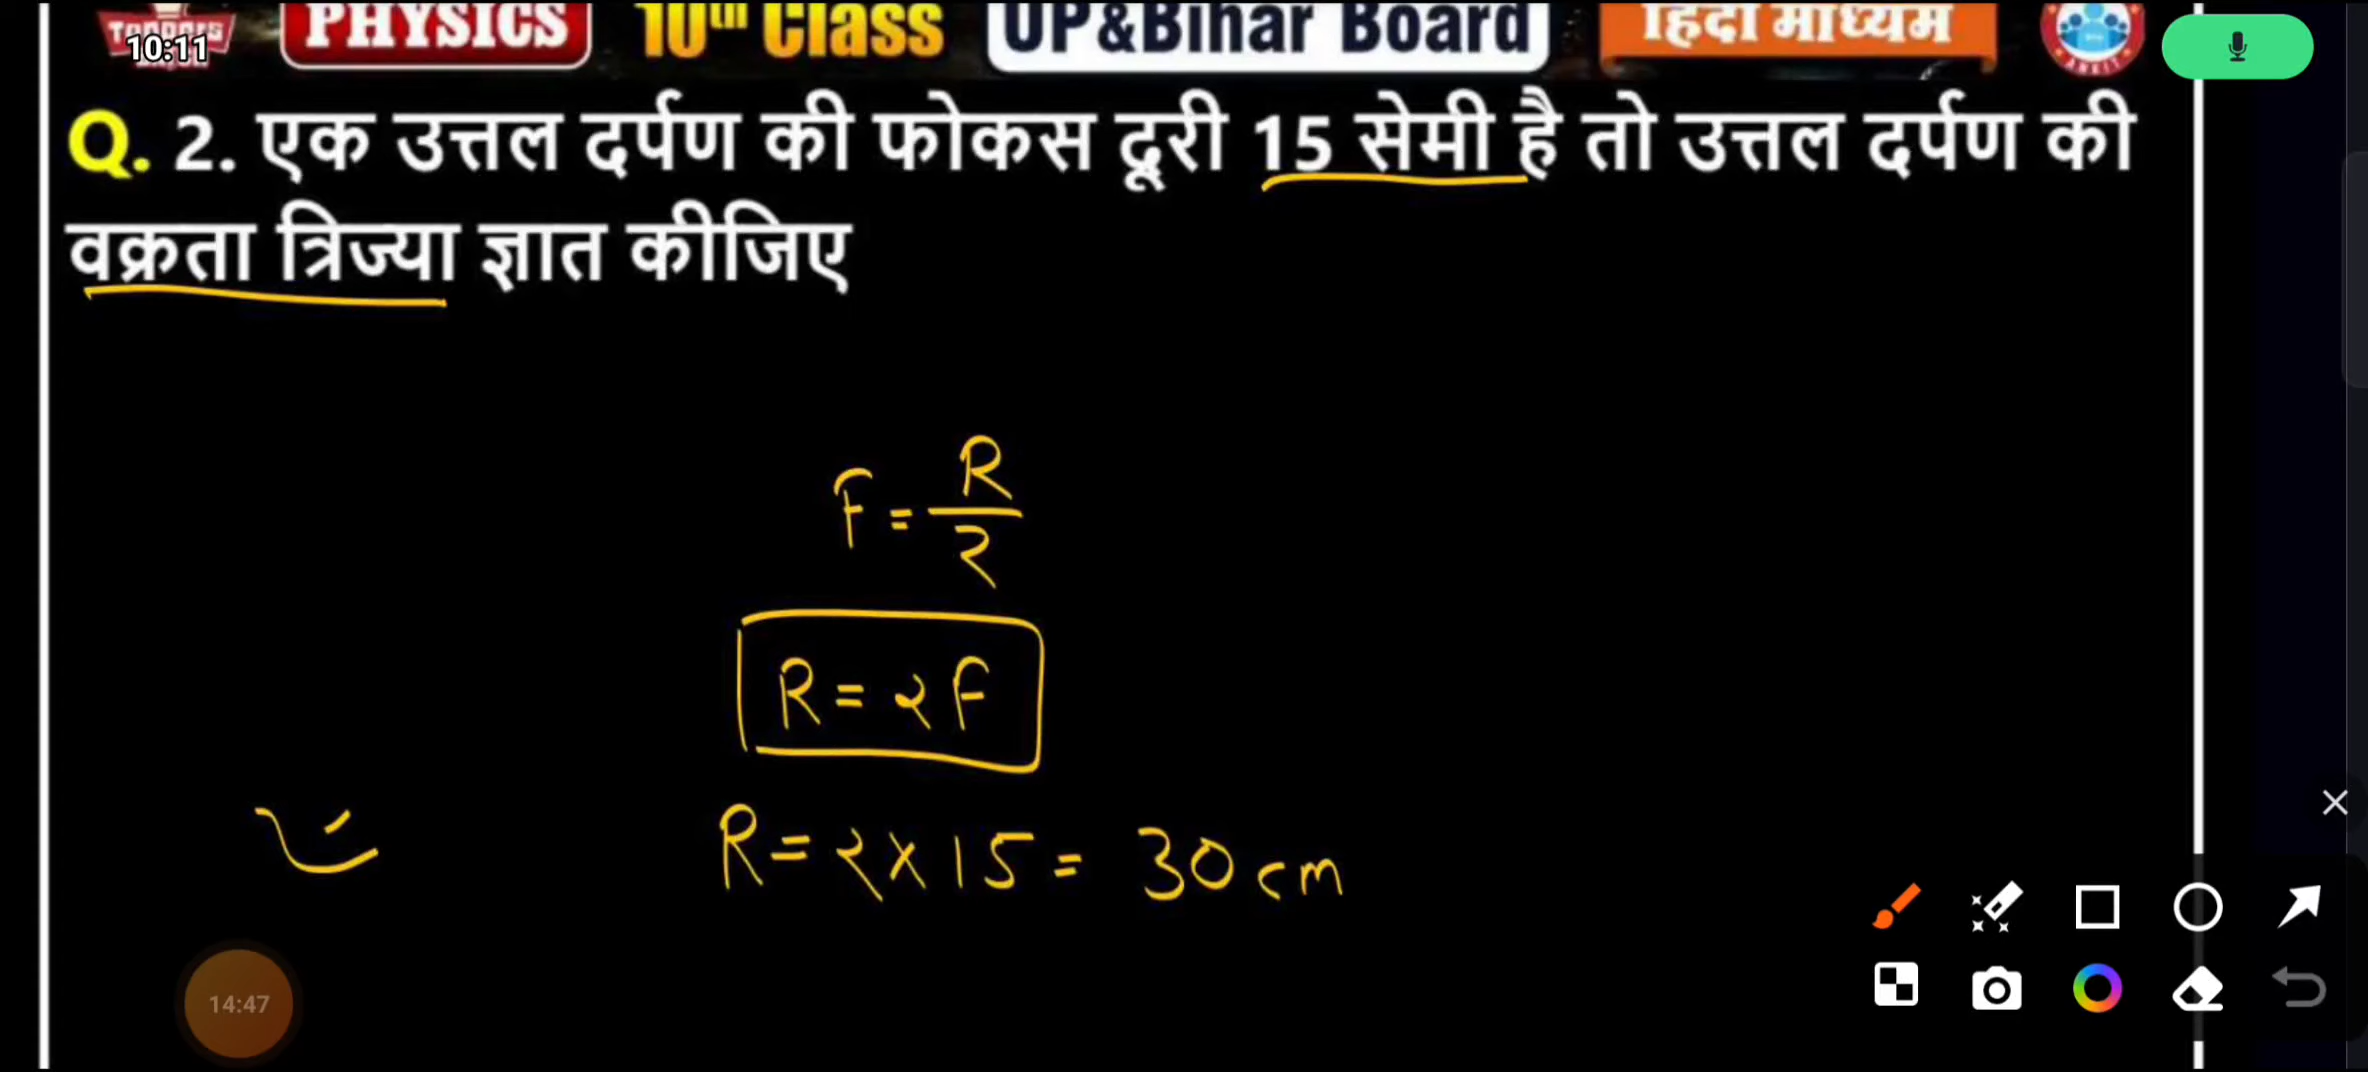 PHYSICS 10th Class UP&Bihar Board हिंदी माध्यम
10:11
Q. 2. एक उत्तल दर्पण की फोकस दूरी 15 सेमी है तो उत्तल दर्पण की
वक्रता त्रिज्या ज्ञात कीजिए
F = R/2
R = 2F
R = 2 × 15 = 30 cm
14:47